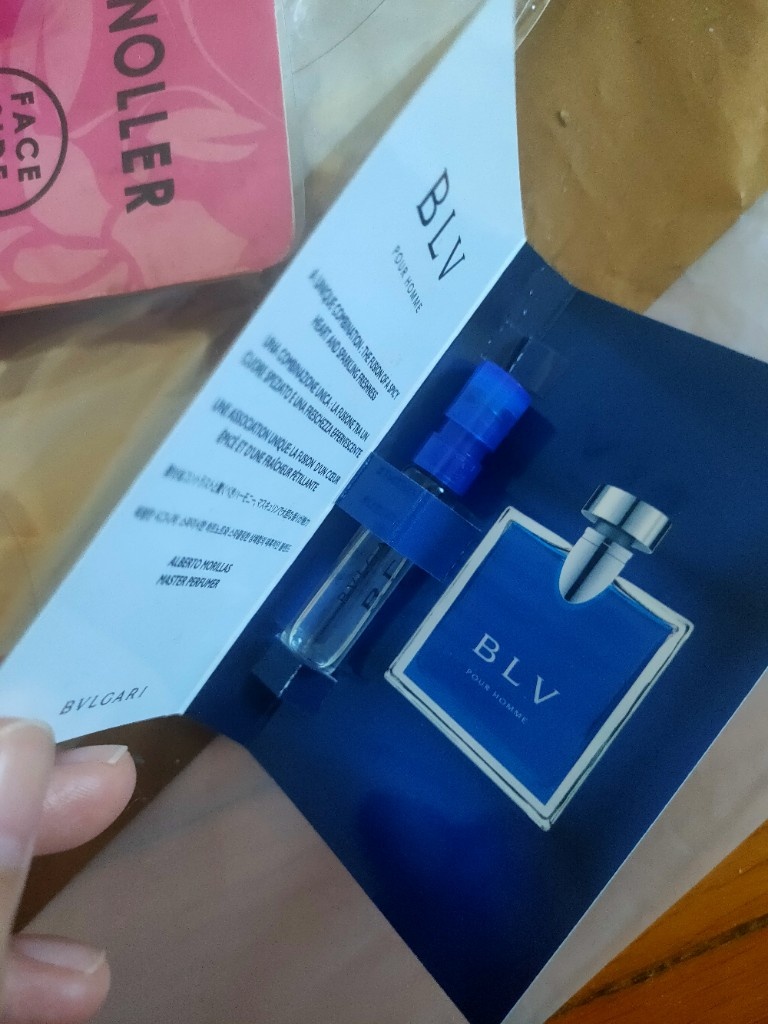 NOLLER
FACE
BLV
POUR HOMME
A UNIQUE COMBINATION: THE FUSION OF A SPICY
HEART AND SPARKLING FRESHNESS
UNA COMBINAZIONE UNICA: LA FUSIONE TRA UN
CUORE SPEZIATO E UNA FRESCHEZZA EFFERVESCENTE
UNE ASSOCIATION UNIQUE LA FUSION D'UN CŒUR
ÉPICÉ ET D'UNE FRAÎCHEUR PÉTILLANTE
ALBERTO MORILLAS
MASTER PERFUMER
BVLGARI
BLV
POUR HOMME